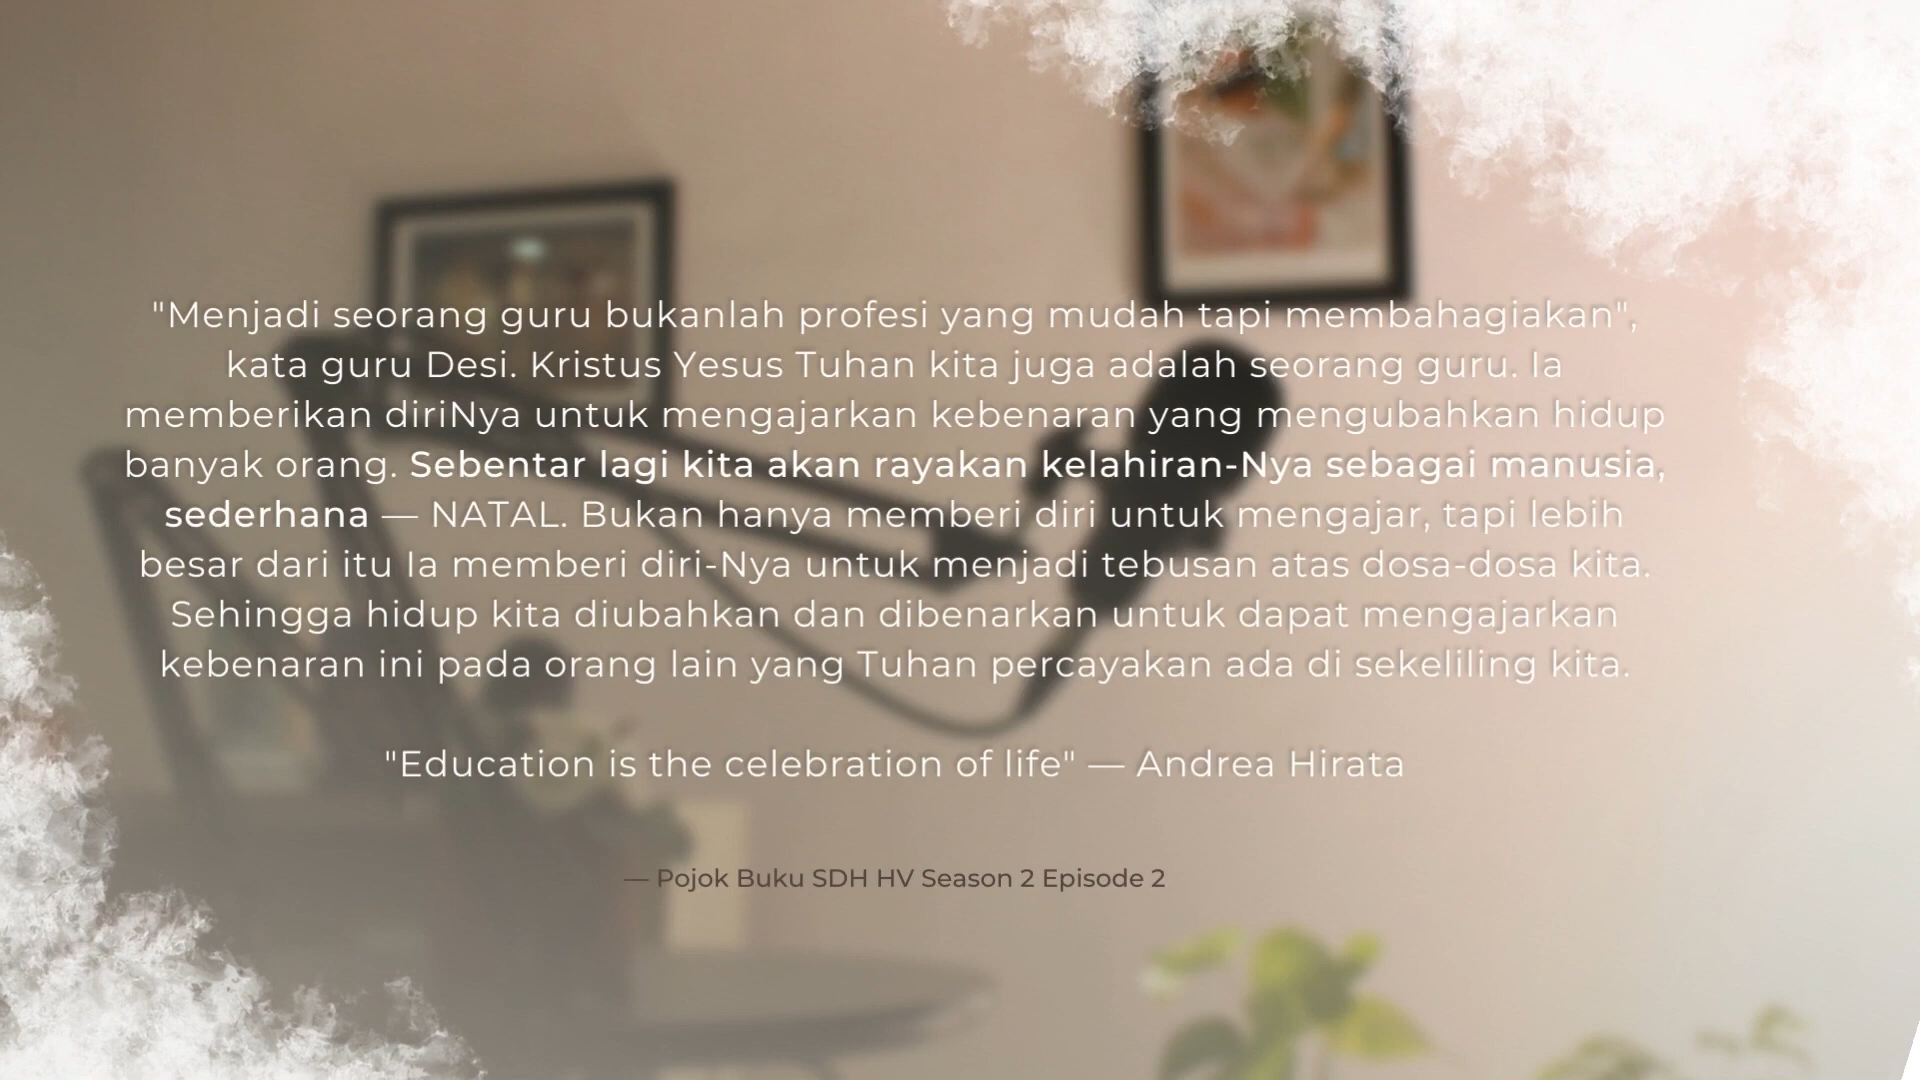 "Menjadi seorang guru bukanlah profesi yang mudah tapi membahagiakan",
kata guru Desi. Kristus Yesus Tuhan kita juga adalah seorang guru. Ia
memberikan diriNya untuk mengajarkan kebenaran yang mengubahkan hidup
banyak orang. Sebentar lagi kita akan rayakan kelahiran-Nya sebagai manusia,
sederhana — NATAL. Bukan hanya memberi diri untuk mengajar, tapi lebih
besar dari itu Ia memberi diri-Nya untuk menjadi tebusan atas dosa-dosa kita.
Sehingga hidup kita diubahkan dan dibenarkan untuk dapat mengajarkan
kebenaran ini pada orang lain yang Tuhan percayakan ada di sekeliling kita.
"Education is the celebration of life" — Andrea Hirata
— Pojok Buku SDH HV Season 2 Episode 2